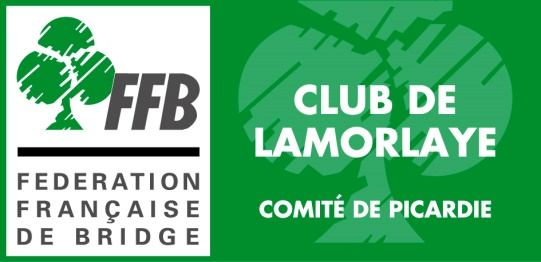 FFB
FEDERATION
FRANÇAISE
DE BRIDGE
CLUB DE
LAMORLAYE
COMITÉ DE PICARDIE